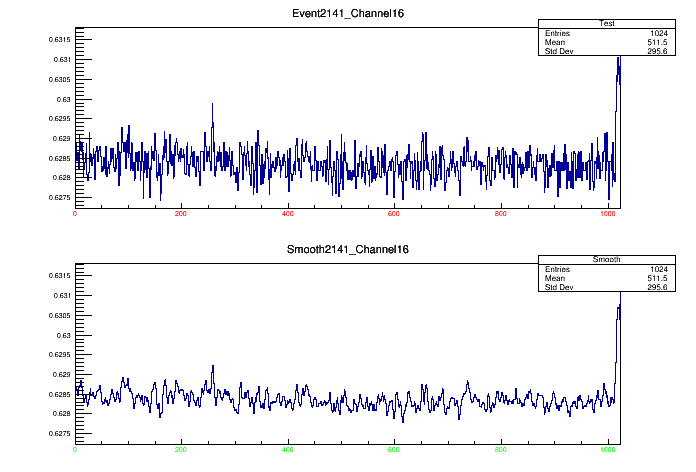 Event2141_Channel16
Test
Entries 1024
Mean 511.5
Std Dev 295.6
0.6315
0.631
0.6305
0.63
0.6295
0.629
0.6285
0.628
0.6275
0 200 400 600 800 1000
Smooth2141_Channel16
Smooth
Entries 1024
Mean 511.5
Std Dev 295.6
0.6315
0.631
0.6305
0.63
0.6295
0.629
0.6285
0.628
0.6275
0 200 400 600 800 1000